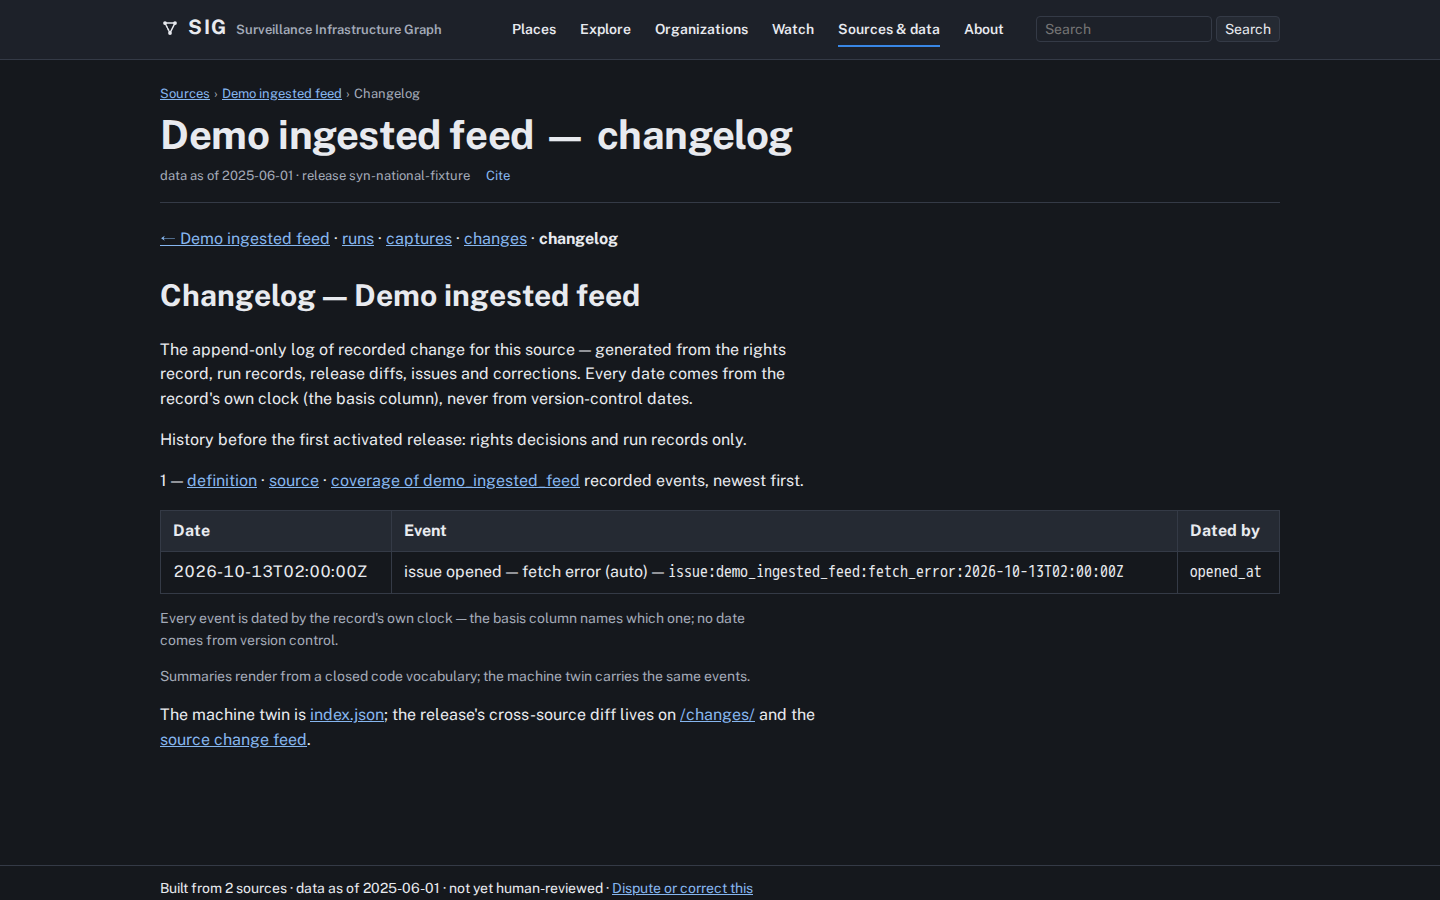 SIG Surveillance Infrastructure Graph Places Explore Organizations Watch Sources & data About Search Search
Sources › Demo ingested feed › Changelog
Demo ingested feed — changelog
data as of 2025-06-01 · release syn-national-fixture Cite
← Demo ingested feed · runs · captures · changes · changelog
Changelog — Demo ingested feed
The append-only log of recorded change for this source — generated from the rights
record, run records, release diffs, issues and corrections. Every date comes from the
record's own clock (the basis column), never from version-control dates.
History before the first activated release: rights decisions and run records only.
1 — definition · source · coverage of demo_ingested_feed recorded events, newest first.
Date Event Dated by
2026-10-13T02:00:00Z issue opened — fetch error (auto) — issue:demo_ingested_feed:fetch_error:2026-10-13T02:00:00Z opened_at
Every event is dated by the record's own clock — the basis column names which one; no date
comes from version control.
Summaries render from a closed code vocabulary; the machine twin carries the same events.
The machine twin is index.json; the release's cross-source diff lives on /changes/ and the
source change feed.
Built from 2 sources · data as of 2025-06-01 · not yet human-reviewed · Dispute or correct this